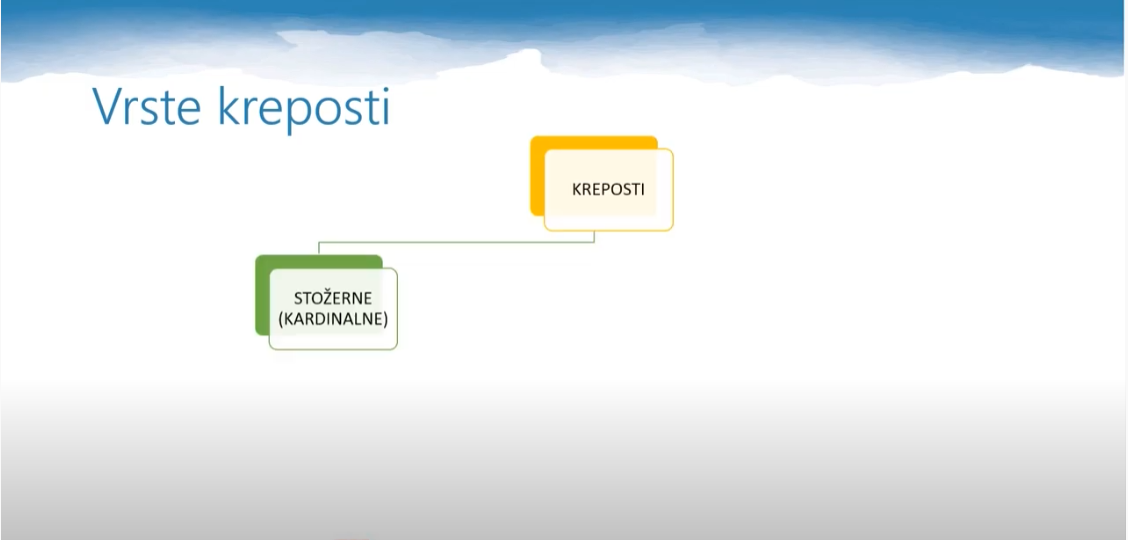 Vrste kreposti
KREPOSTI
STOŽERNE
(KARDINALNE)